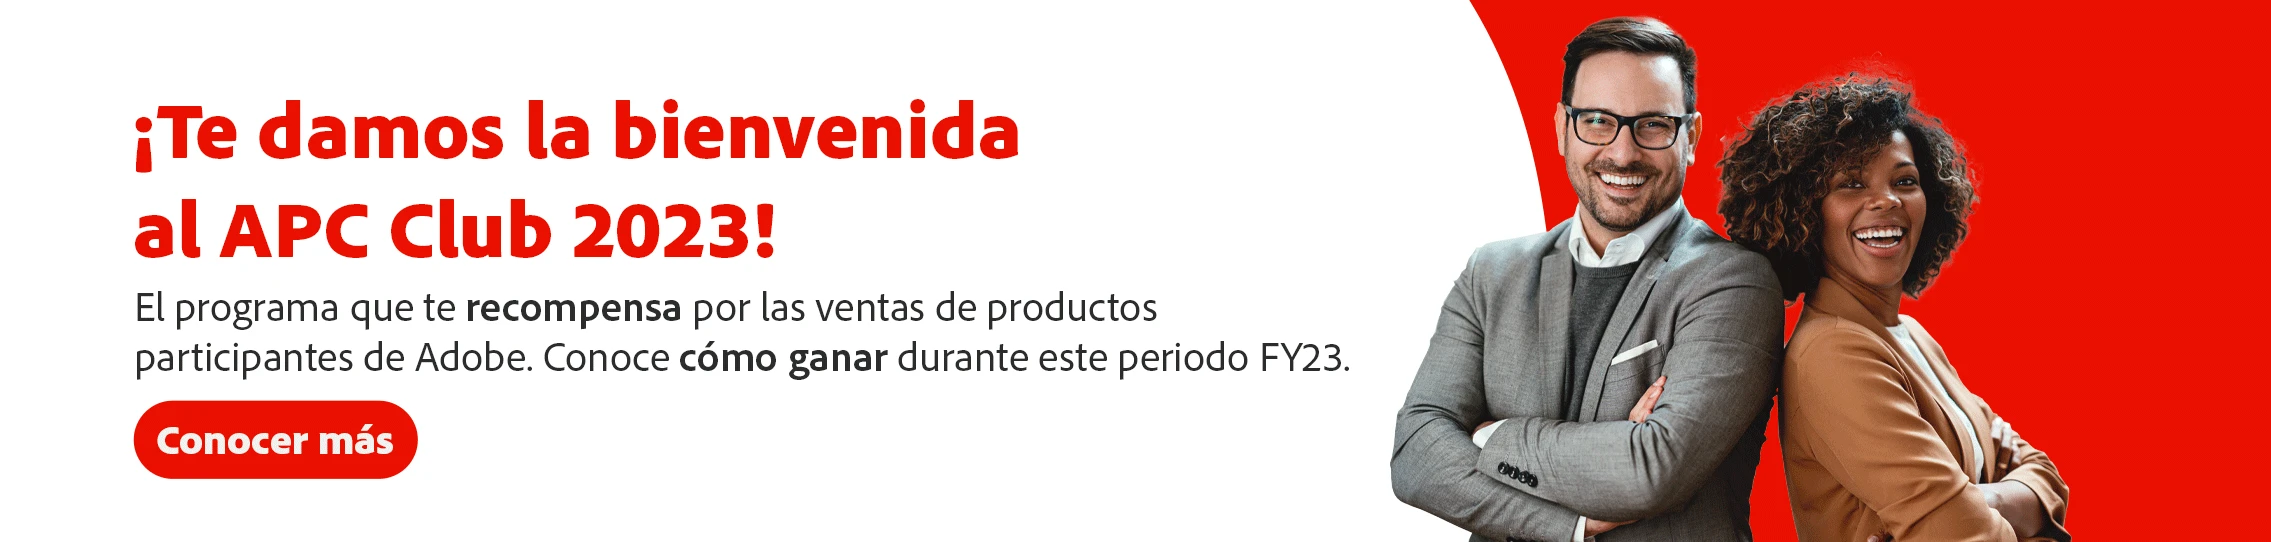 ¡Te damos la bienvenida
al APC Club 2023!
El programa que te recompensa por las ventas de productos
participantes de Adobe. Conoce cómo ganar durante este periodo FY23.
Conocer más